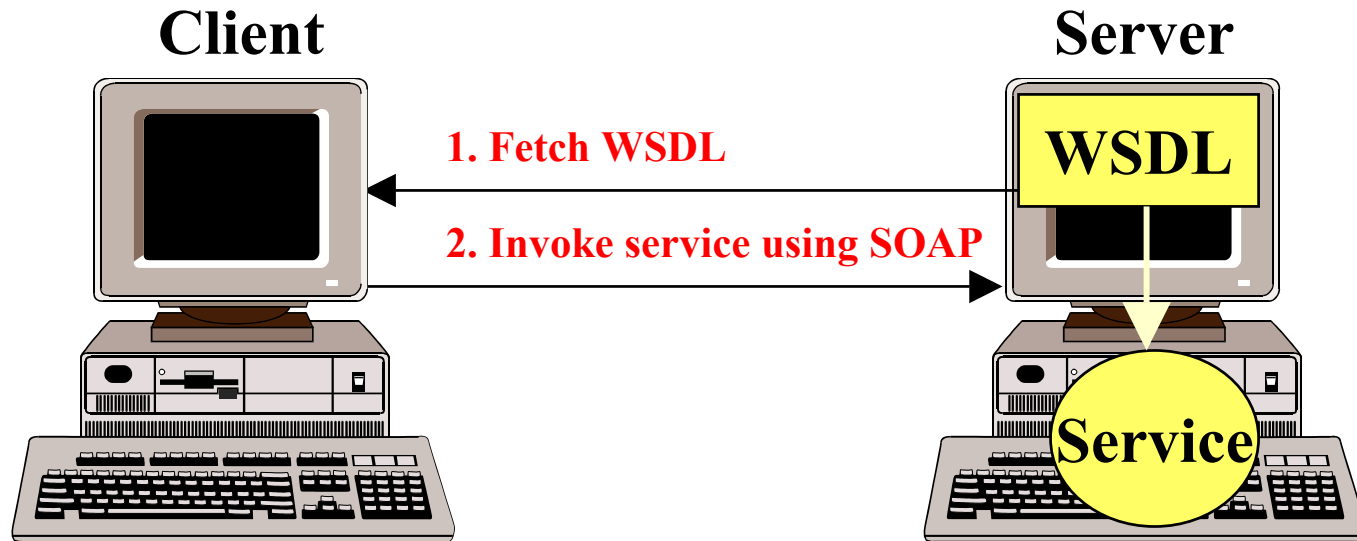 Client
Server
1. Fetch WSDL
WSDL
2. Invoke service using SOAP
Service